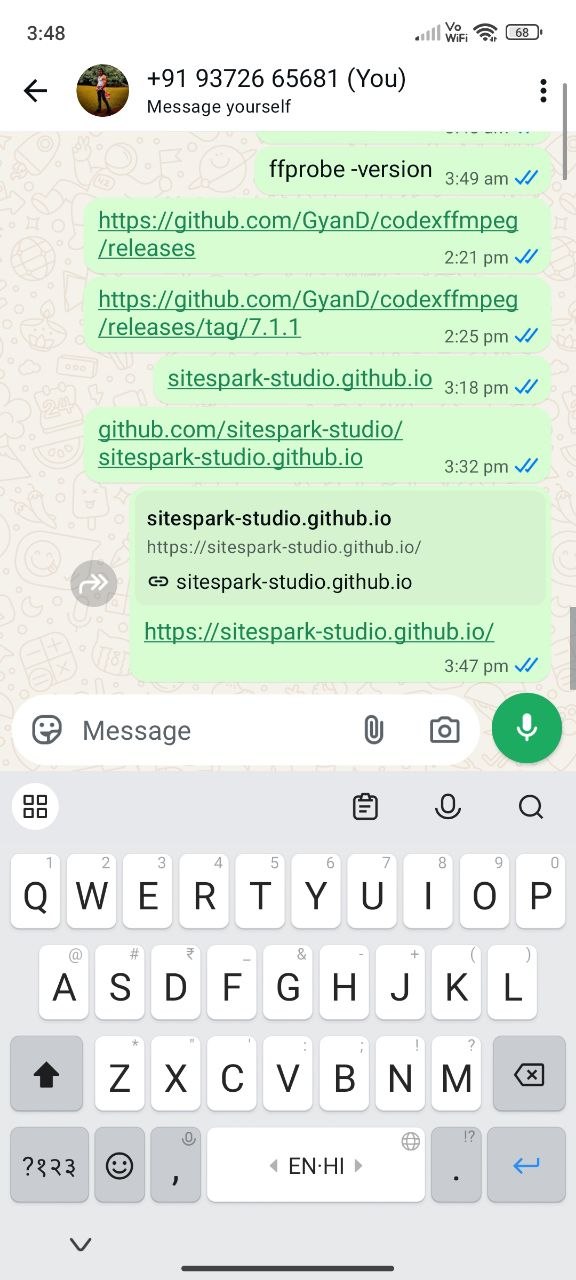 3:48
Vo
WiFi
68
+91 93726 65681 (You)
Message yourself
ffprobe -version
3:49 am
https://github.com/GyanD/codexffmpeg
/releases
2:21 pm
https://github.com/GyanD/codexffmpeg
/releases/tag/7.1.1
2:25 pm
sitespark-studio.github.io
3:18 pm
github.com/sitespark-studio/
sitespark-studio.github.io
3:32 pm
sitespark-studio.github.io
https://sitespark-studio.github.io/
sitespark-studio.github.io
https://sitespark-studio.github.io/
3:47 pm
Message
1 2 3 4 5 6 7 8 9 0
Q W E R T Y U I O P
@ # ₹ _ & - + ( )
A S D F G H J K L
* " ' : ; ! ?
Z X C V B N M
!?
?१२३ , EN·HI .